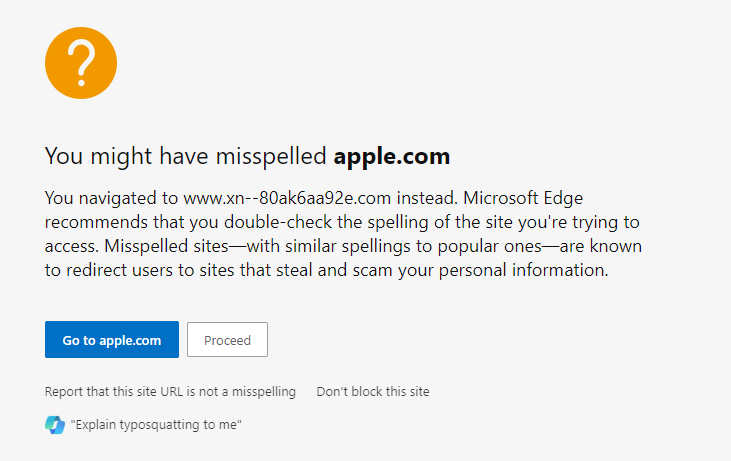 ?
You might have misspelled apple.com
You navigated to www.xn--80ak6aa92e.com instead. Microsoft Edge
recommends that you double-check the spelling of the site you're trying to
access. Misspelled sites—with similar spellings to popular ones—are known
to redirect users to sites that steal and scam your personal information.
Go to apple.com Proceed
Report that this site URL is not a misspelling Don't block this site
"Explain typosquatting to me"